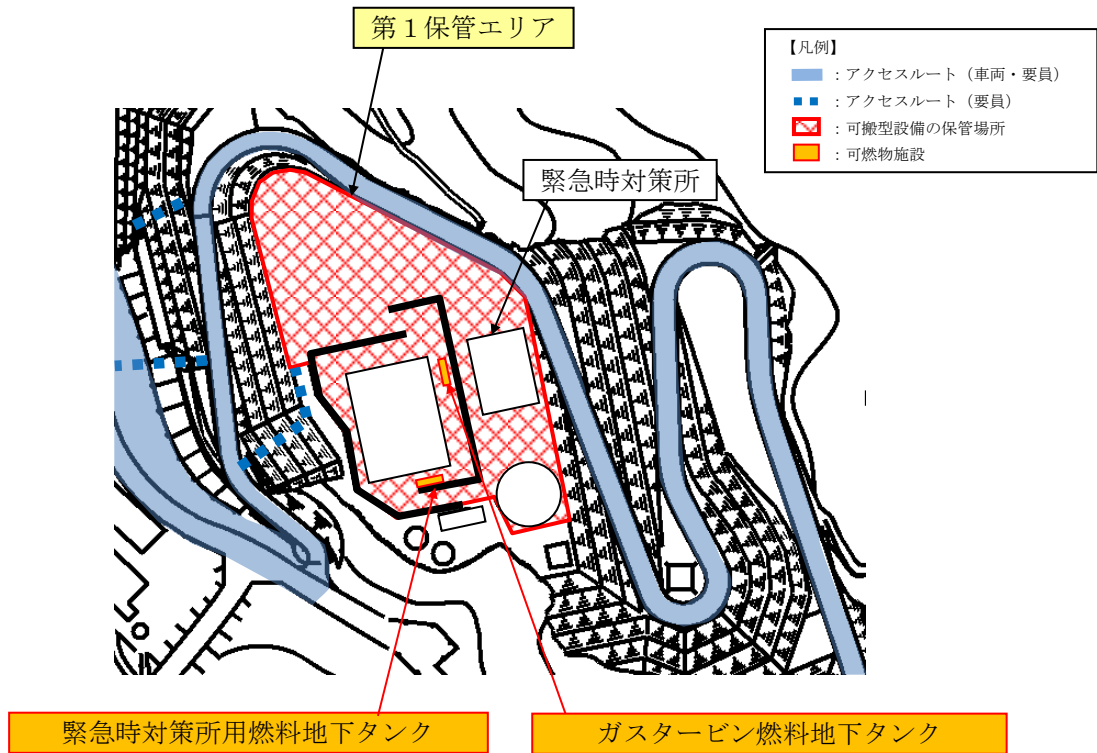 第１保管エリア
【凡例】
：アクセスルート（車両・要員）
：アクセスルート（要員）
：可搬型設備の保管場所
：可燃物施設
緊急時対策所
緊急時対策所用燃料地下タンク
ガスタービン燃料地下タンク